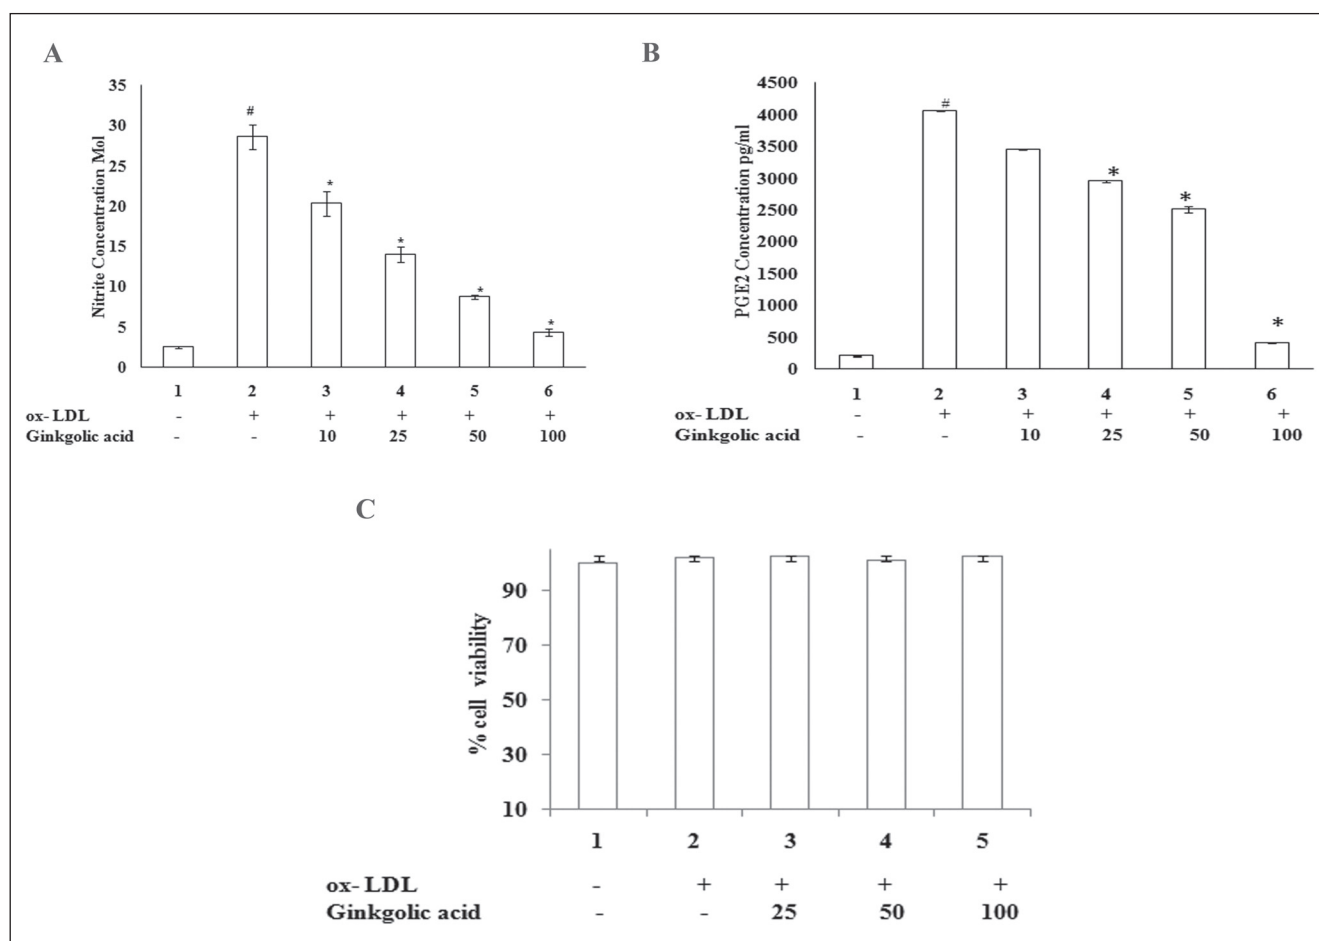 A
Nitrite Concentration Mol
35
30
25
20
15
10
5
0
#
*
*
*
*
1 2 3 4 5 6
ox- LDL - + + + + +
Ginkgolic acid - - 10 25 50 100
B
PGE2 Concentration pg/ml
4500
4000
3500
3000
2500
2000
1500
1000
500
0
#
*
*
*
1 2 3 4 5 6
ox- LDL - + + + + +
Ginkgolic acid - - 10 25 50 100
C
% cell viability
90
70
50
30
10
1 2 3 4 5
ox- LDL - + + + +
Ginkgolic acid - - 25 50 100